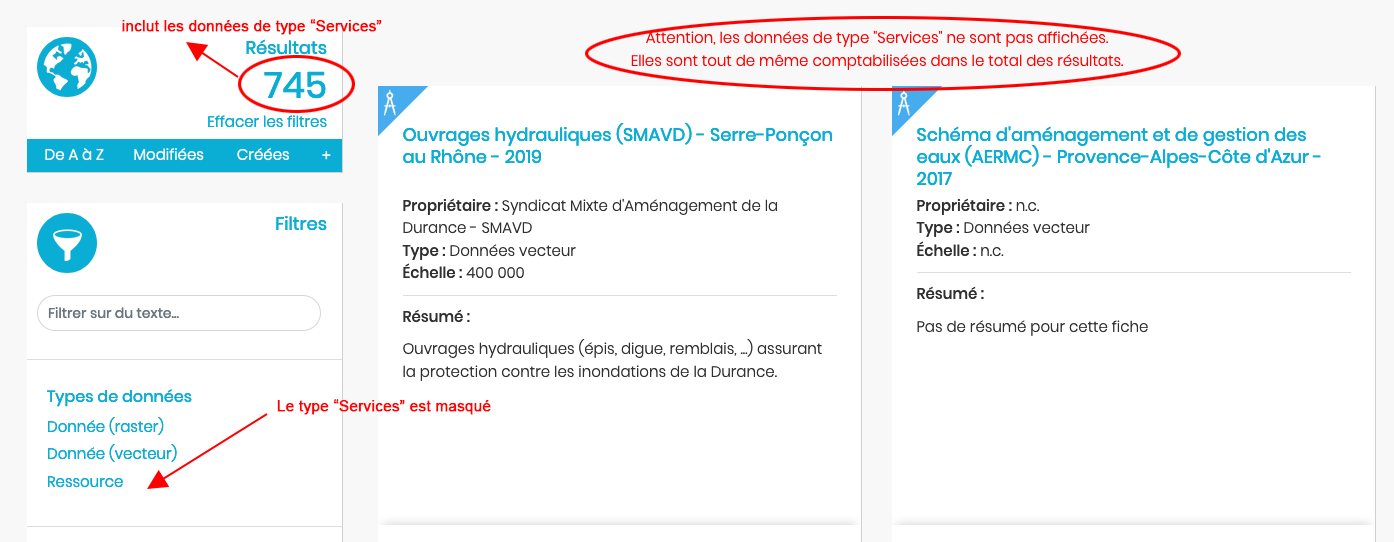 inclut les données de type “Services”
Résultats
745
Effacer les filtres
De A à Z Modifiées Créées +
Filtres
Filtrer sur du texte...
Types de données
Donnée (raster)
Donnée (vecteur)
Ressource
Le type “Services” est masqué
Attention, les données de type "Services" ne sont pas affichées.
Elles sont tout de même comptabilisées dans le total des résultats.
Ouvrages hydrauliques (SMAVD) - Serre-Ponçon
au Rhône - 2019
Propriétaire : Syndicat Mixte d'Aménagement de la
Durance - SMAVD
Type : Données vecteur
Échelle : 400 000
Résumé :
Ouvrages hydrauliques (épis, digue, remblais, ...) assurant
la protection contre les inondations de la Durance.
Schéma d'aménagement et de gestion des
eaux (AERMC) - Provence-Alpes-Côte d'Azur -
2017
Propriétaire : n.c.
Type : Données vecteur
Échelle : n.c.
Résumé :
Pas de résumé pour cette fiche